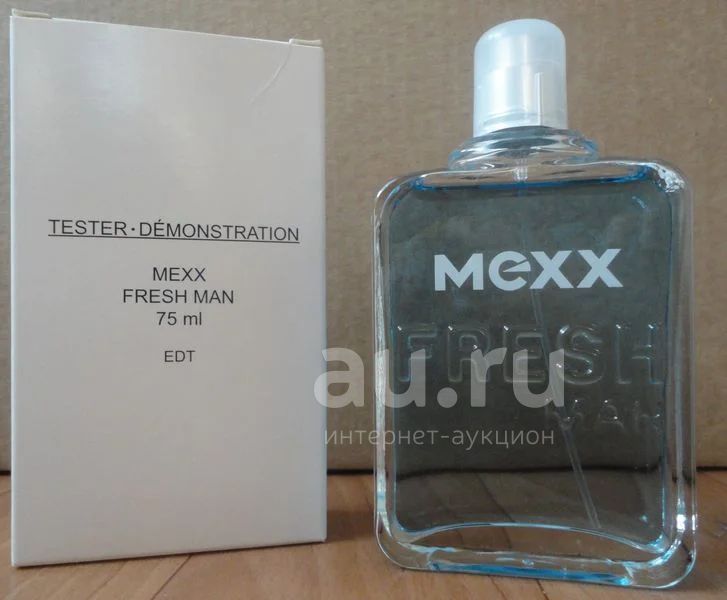 TESTER·DÉMONSTRATION
MEXX
FRESH MAN
75 ml
EDT
Mexx
FRESH
MAN
au.ru
интернет-аукцион